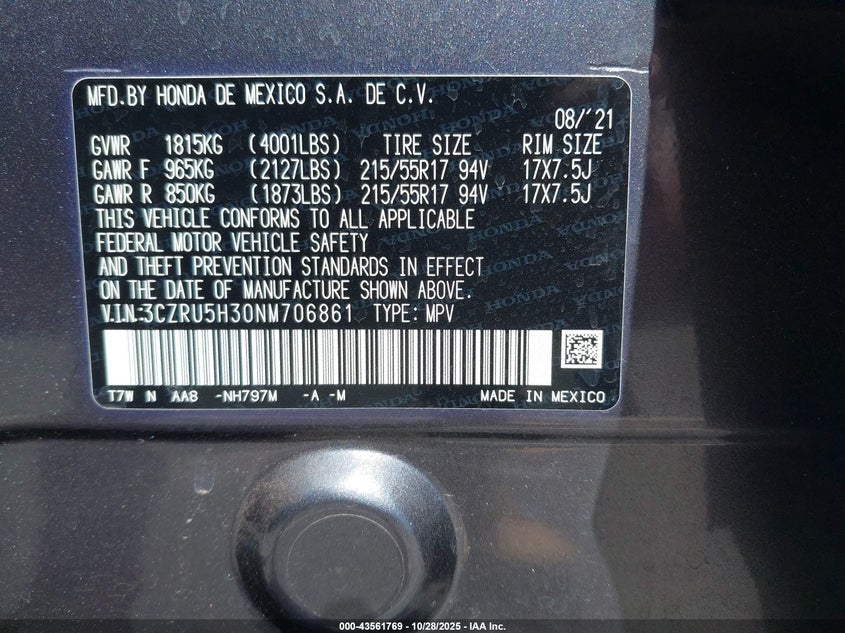 MFD.BY HONDA DE MEXICO S.A. DE C.V.
08/'21
GVWR 1815KG (4001LBS) TIRE SIZE RIM SIZE
GAWR F 965KG (2127LBS) 215/55R17 94V 17X7.5J
GAWR R 850KG (1873LBS) 215/55R17 94V 17X7.5J
THIS VEHICLE CONFORMS TO ALL APPLICABLE
FEDERAL MOTOR VEHICLE SAFETY
AND THEFT PREVENTION STANDARDS IN EFFECT
ON THE DATE OF MANUFACTURE SHOWN ABOVE.
V.I.N.:3CZRU5H30NM706861 TYPE: MPV
T7W N AA8 -NH797M -A -M MADE IN MEXICO
000-43561769 - 10/28/2025 - IAA Inc.